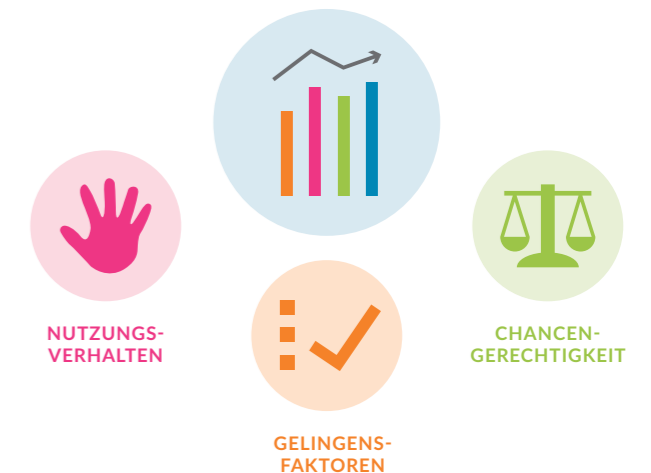 NUTZUNGS-
VERHALTEN
CHANCEN-
GERECHTIGKEIT
GELINGENS-
FAKTOREN